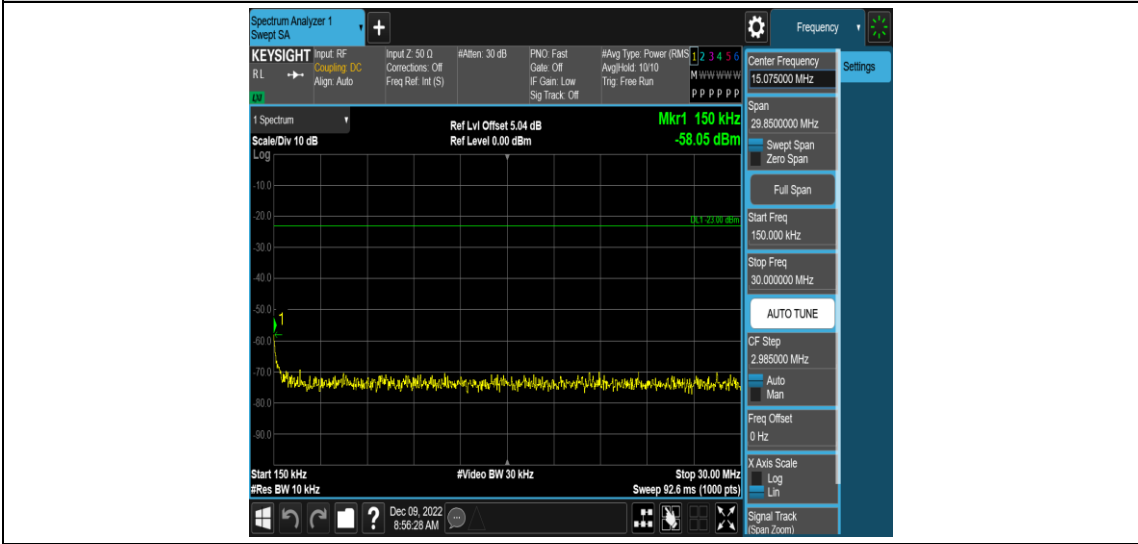 Spectrum Analyzer 1
Swept SA
+
Frequency
KEYSIGHT
RL
LXI
Input: RF
Coupling: DC
Align: Auto
Input Z: 50 Ω
Corrections: Off
Freq Ref: Int (S)
#Atten: 30 dB
PNO: Fast
Gate: Off
IF Gain: Low
Sig Track: Off
#Avg Type: Power (RMS
Avg|Hold: 10/10
Trig: Free Run
1 2 3 4 5 6
M W W W W W
P P P P P P
1 Spectrum
Scale/Div 10 dB
Log
Ref Lvl Offset 5.04 dB
Ref Level 0.00 dBm
Mkr1 150 kHz
-58.05 dBm
-10.0
-20.0
DL1 -23.00 dBm
-30.0
-40.0
-50.0
1
-60.0
-70.0
-80.0
-90.0
Start 150 kHz
#Res BW 10 kHz
#Video BW 30 kHz
Stop 30.00 MHz
Sweep 92.6 ms (1000 pts)
?
Dec 09, 2022
8:56:28 AM
Center Frequency
15.075000 MHz
Settings
Span
29.8500000 MHz
Swept Span
Zero Span
Full Span
Start Freq
150.000 kHz
Stop Freq
30.000000 MHz
AUTO TUNE
CF Step
2.985000 MHz
Auto
Man
Freq Offset
0 Hz
X Axis Scale
Log
Lin
Signal Track
(Span Zoom)